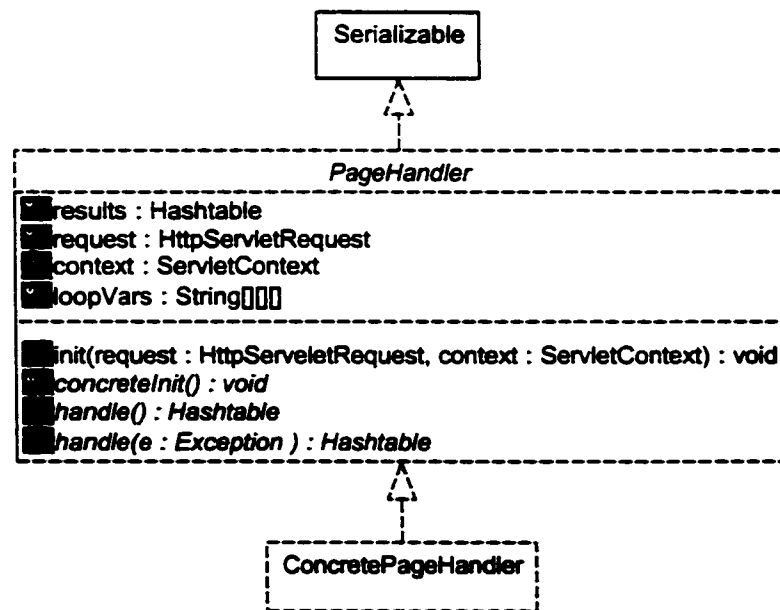 Serializable
PageHandler
results : Hashtable
request : HttpServletRequest
context : ServletContext
loopVars : String[][][]
init(request : HttpServeletRequest, context : ServletContext) : void
concreteInit() : void
handle() : Hashtable
handle(e : Exception ) : Hashtable
ConcretePageHandler